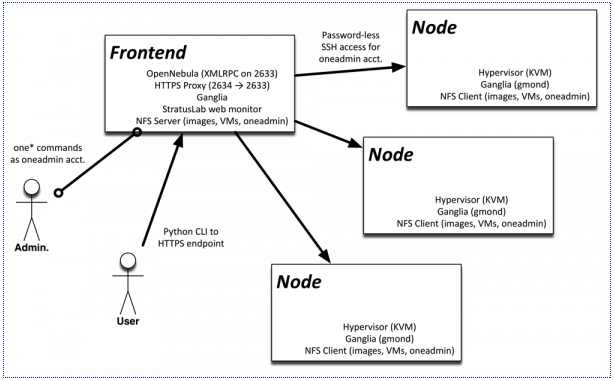 Frontend
OpenNebula (XMLRPC on 2633)
HTTPS Proxy (2634 → 2633)
Ganglia
StratusLab web monitor
NFS Server (images, VMs, oneadmin)
Password-less
SSH access for
oneadmin acct.
Node
Hypervisor (KVM)
Ganglia (gmond)
NFS Client (images, VMs, oneadmin)
one* commands
as oneadmin acct.
Admin.
Node
Hypervisor (KVM)
Ganglia (gmond)
NFS Client (images, VMs, oneadmin)
Python CLI to
HTTPS endpoint
User
Node
Hypervisor (KVM)
Ganglia (gmond)
NFS Client (images, VMs, oneadmin)